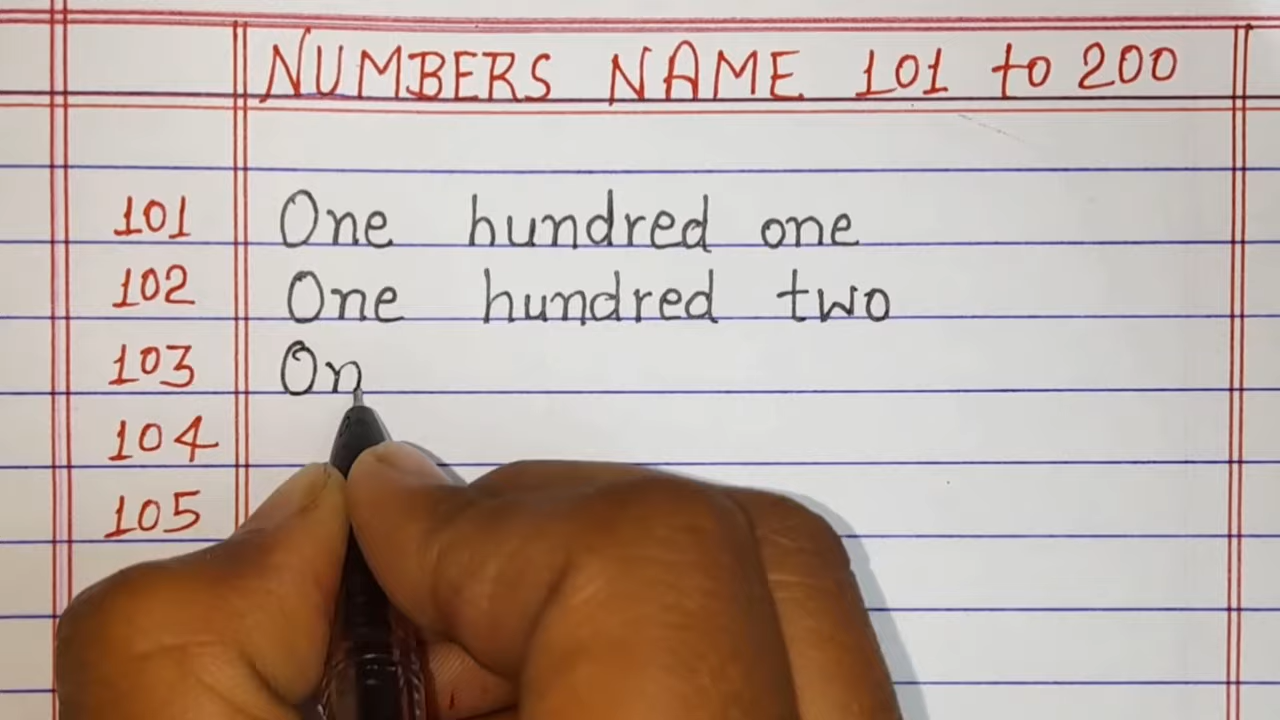 NUMBERS NAME 101 to 200
101 One hundred one
102 One hundred two
103 On
104
105